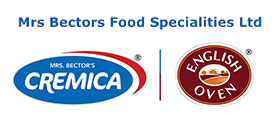 Mrs Bectors Food Specialities Ltd
MRS. BECTOR'S
CREMICA
®
ENGLISH
OVEN
®